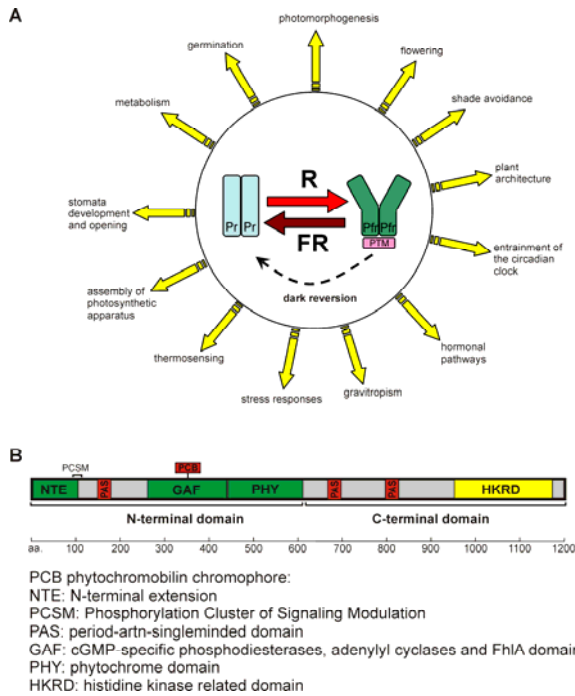 A
photomorphogenesis
germination
flowering
metabolism
shade avoidance
R
plant
architecture
stomata
development
and opening
Pr Pr
Pfr Pfr
PTM
FR
entrainment of
the circadian
clock
dark reversion
assembly of
photosynthetic
apparatus
thermosensing
hormonal
pathways
stress responses
gravitropism
B
PCSM
PCB
NTE
PAS
GAF
PHY
PAS
PAS
HKRD
N-terminal domain
C-terminal domain
aa. 100 200 300 400 500 600 700 800 900 1000 1100 1200
PCB phytochromobilin chromophore:
NTE: N-terminal extension
PCSM: Phosphorylation Cluster of Signaling Modulation
PAS: period-artn-singleminded domain
GAF: cGMP-specific phosphodiesterases, adenylyl cyclases and FhlA domain
PHY: phytochrome domain
HKRD: histidine kinase related domain